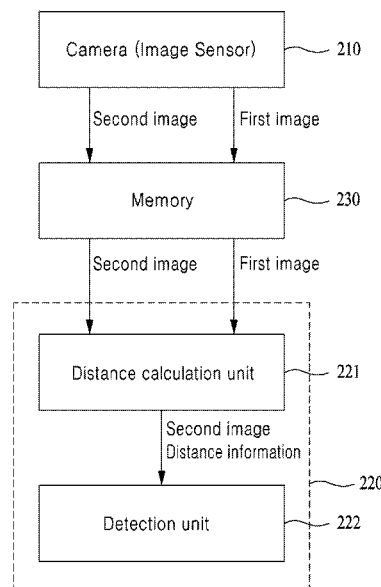 Camera (Image Sensor)
210
Second image
First image
Memory
230
Second image
First image
Distance calculation unit
221
Second image
Distance information
220
Detection unit
222